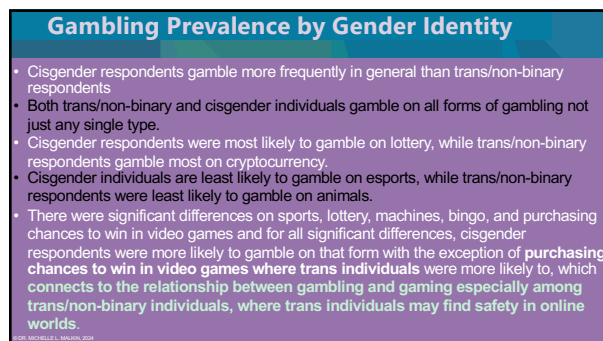 Gambling Prevalence by Gender Identity
• Cisgender respondents gamble more frequently in general than trans/non-binary
respondents
• Both trans/non-binary and cisgender individuals gamble on all forms of gambling not
just any single type.
• Cisgender respondents were most likely to gamble on lottery, while trans/non-binary
respondents gamble most on cryptocurrency.
• Cisgender individuals are least likely to gamble on esports, while trans/non-binary
respondents were least likely to gamble on animals.
• There were significant differences on sports, lottery, machines, bingo, and purchasing
chances to win in video games and for all significant differences, cisgender
respondents were more likely to gamble on that form with the exception of purchasing
chances to win in video games where trans individuals were more likely to, which
connects to the relationship between gambling and gaming especially among
trans/non-binary individuals, where trans individuals may find safety in online
worlds.
© DR. MICHELLE L. MALKIN, 2024